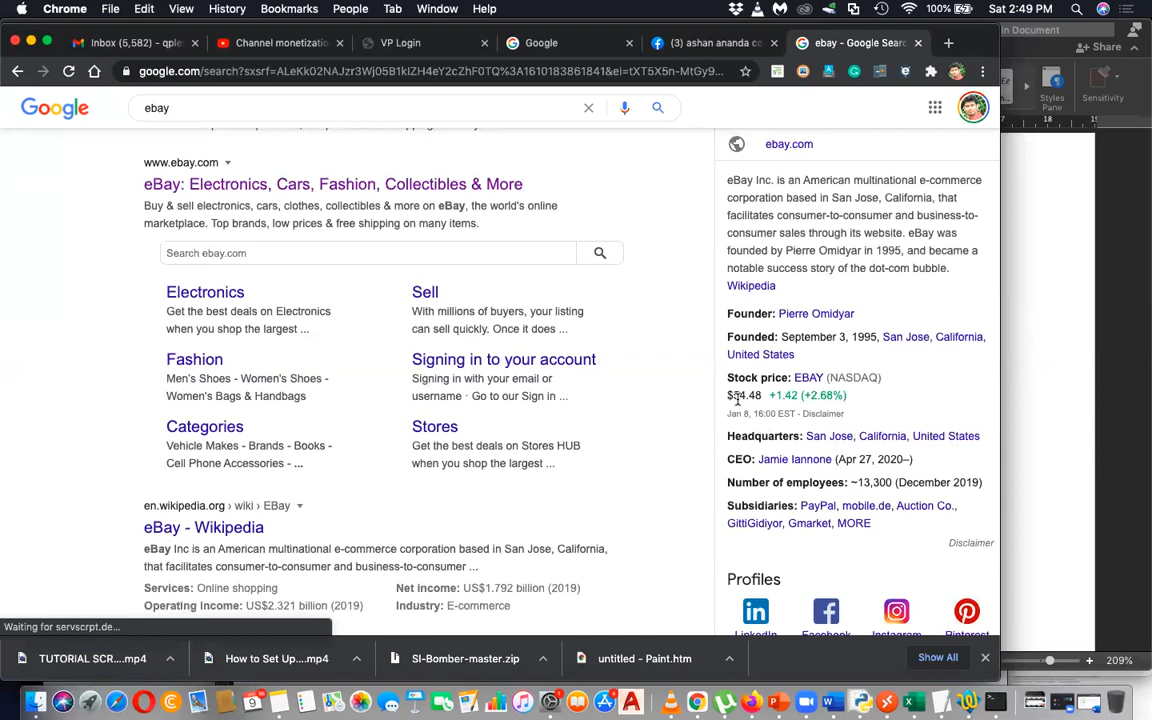 Chrome File Edit View History Bookmarks People Tab Window Help 100% Sat 2:49 PM
Inbox (5,582) - qples × Channel monetizatio × VP Login × Google × (3) ashan ananda co × ebay - Google Searc × +
in Document
Share
google.com/search?sxsrf=ALeKk02NAJzr3Wj05B1kIZH4eY2cZhF0TQ%3A1610183861841&ei=tXT5X5n-MtGy9...
Styles Pane
Sensitivity
Google
ebay
18
www.ebay.com
eBay: Electronics, Cars, Fashion, Collectibles & More
Buy & sell electronics, cars, clothes, collectibles & more on eBay, the world's online
marketplace. Top brands, low prices & free shipping on many items.
Search ebay.com
Electronics
Get the best deals on Electronics
when you shop the largest ...
Sell
With millions of buyers, your listing
can sell quickly. Once it does ...
Fashion
Men's Shoes - Women's Shoes -
Women's Bags & Handbags
Signing in to your account
Signing in with your email or
username · Go to our Sign in ...
Categories
Vehicle Makes - Brands - Books -
Cell Phone Accessories - ...
Stores
Get the best deals on Stores HUB
when you shop the largest ...
en.wikipedia.org › wiki › EBay
eBay - Wikipedia
eBay Inc is an American multinational e-commerce corporation based in San Jose, California,
that facilitates consumer-to-consumer and business-to-consumer ...
Services: Online shopping Net income: US$1.792 billion (2019)
Operating Income: US$2.321 billion (2019) Industry: E-commerce
ebay.com
eBay Inc. is an American multinational e-commerce
corporation based in San Jose, California, that
facilitates consumer-to-consumer and business-to-
consumer sales through its website. eBay was
founded by Pierre Omidyar in 1995, and became a
notable success story of the dot-com bubble.
Wikipedia
Founder: Pierre Omidyar
Founded: September 3, 1995, San Jose, California,
United States
Stock price: EBAY (NASDAQ)
$54.48 +1.42 (+2.68%)
Jan 8, 16:00 EST - Disclaimer
Headquarters: San Jose, California, United States
CEO: Jamie Iannone (Apr 27, 2020–)
Number of employees: ~13,300 (December 2019)
Subsidiaries: PayPal, mobile.de, Auction Co.,
GittiGidiyor, Gmarket, MORE
Disclaimer
Profiles
LinkedIn Facebook Instagram Pinterest
Waiting for servscrpt.de...
TUTORIAL SCR....mp4 How to Set Up....mp4 SI-Bomber-master.zip untitled - Paint.htm Show All
209%